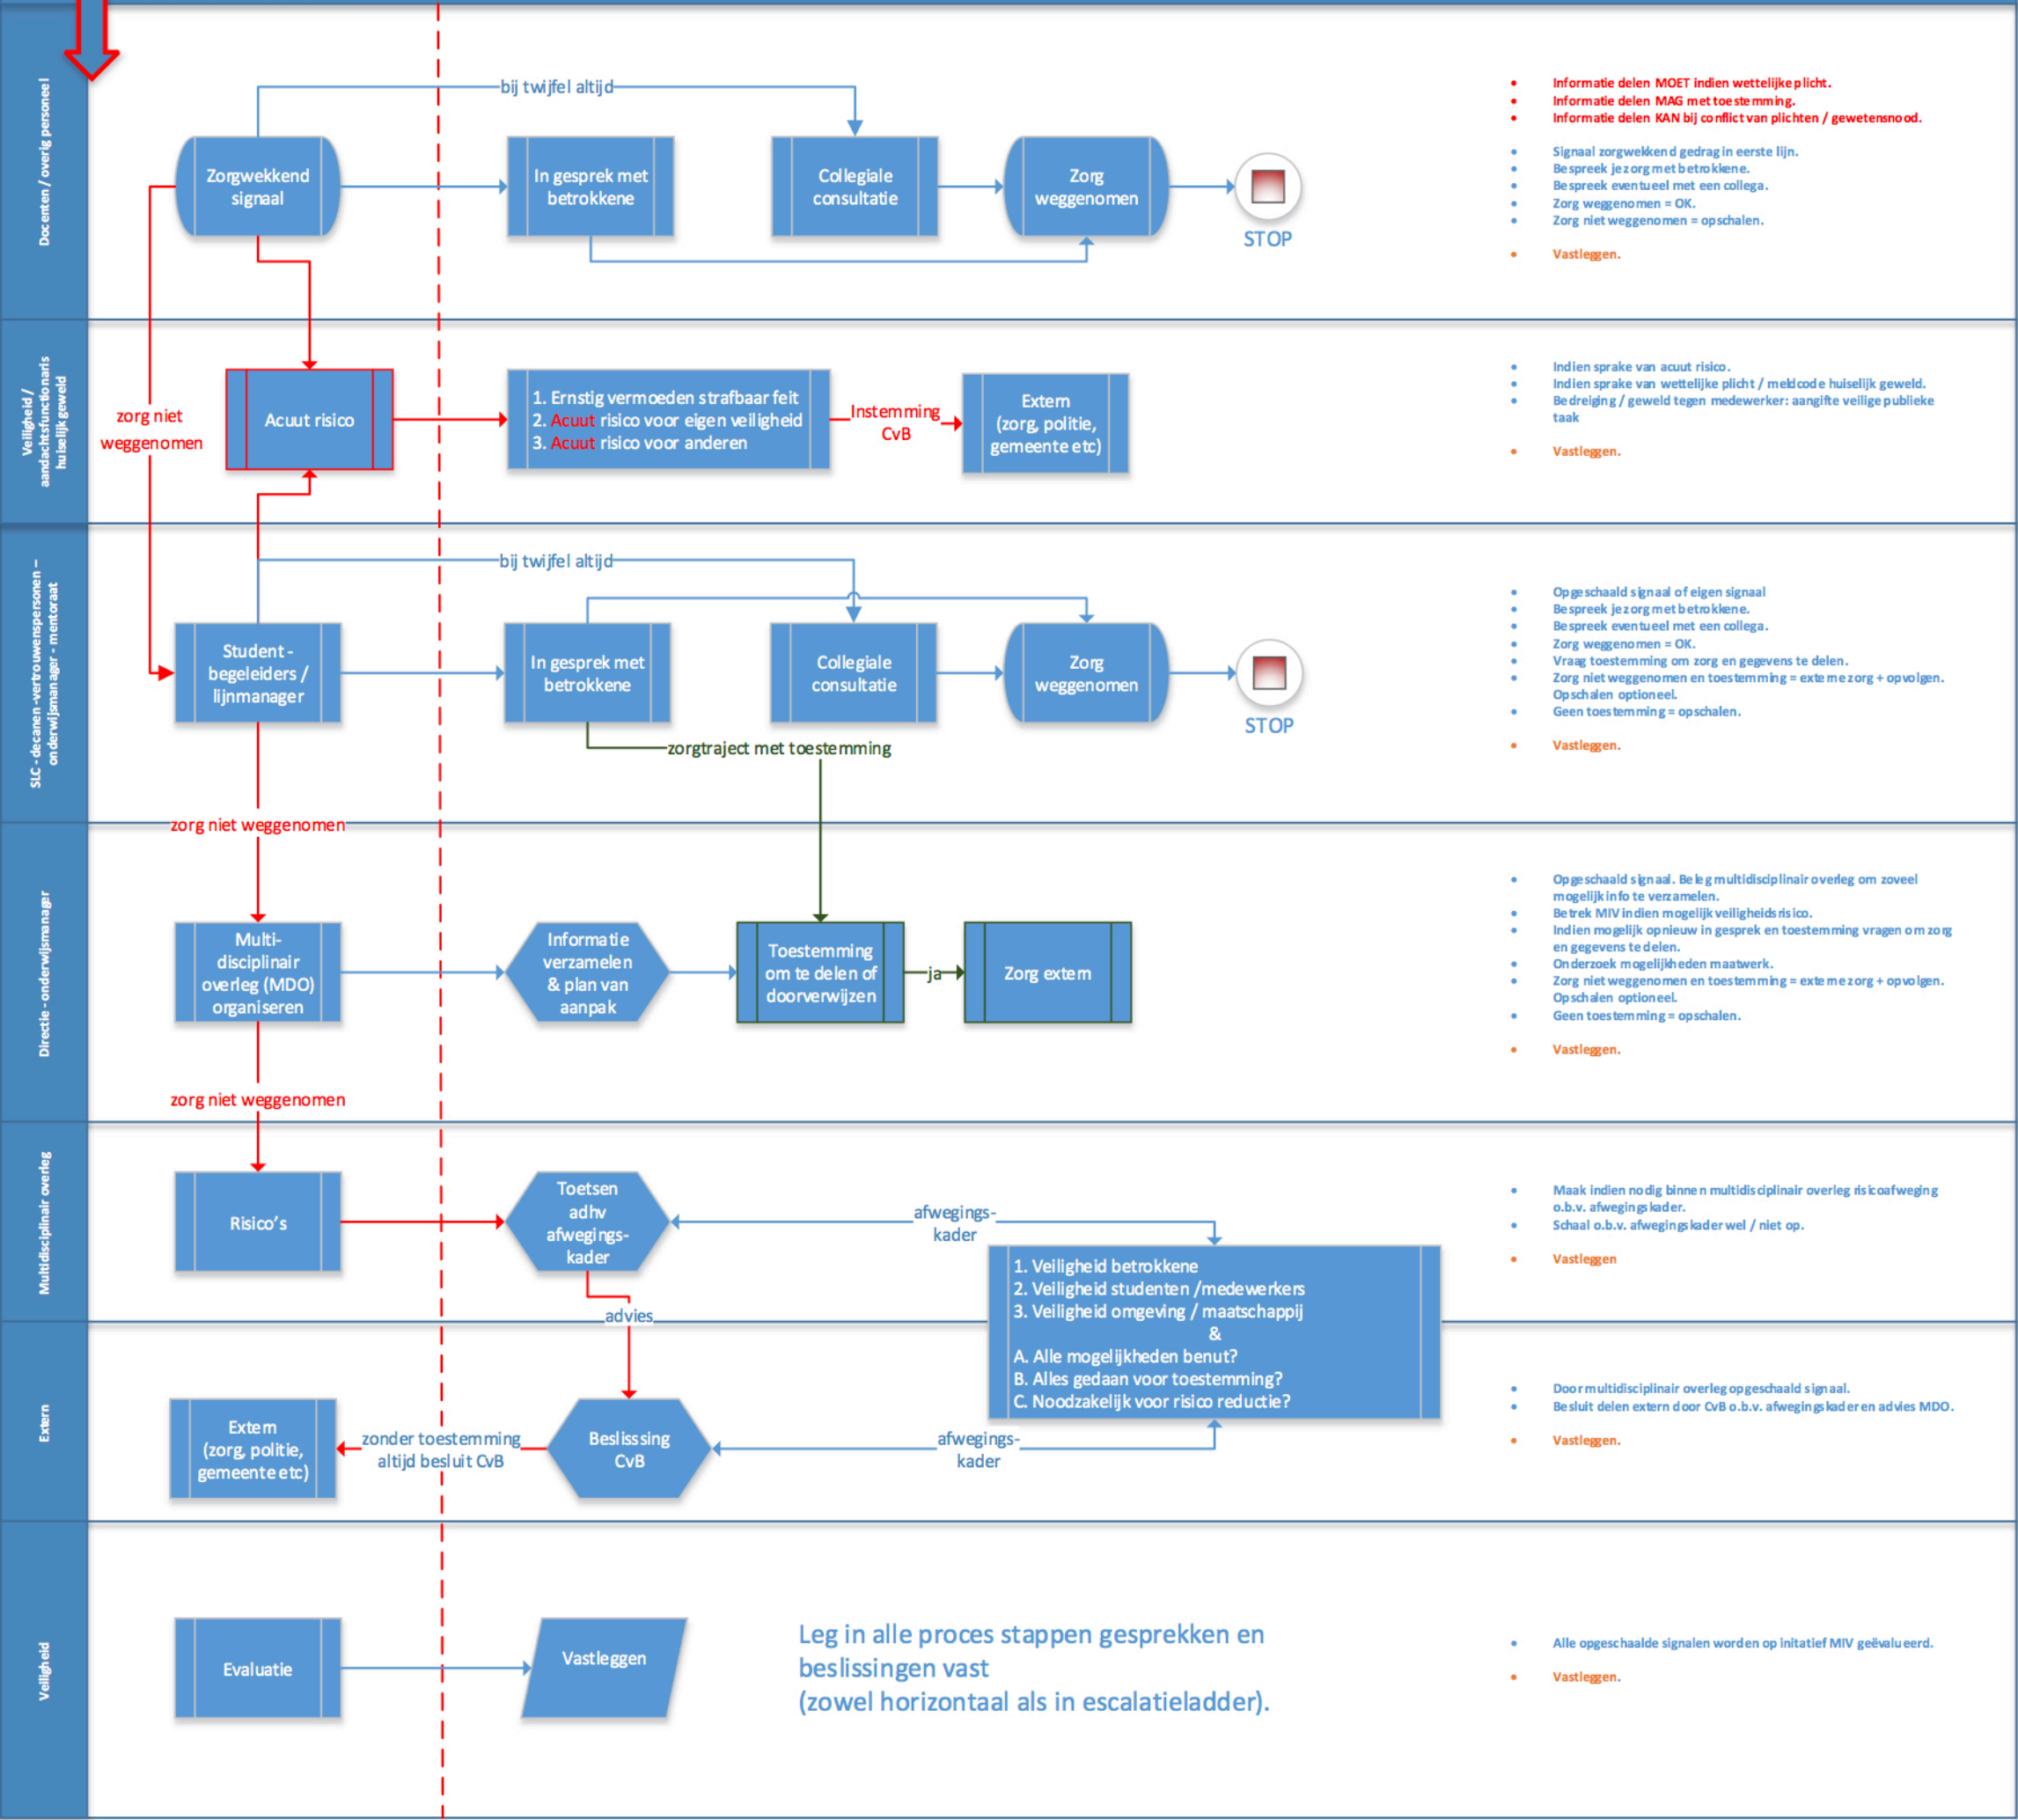 Docenten / overig personeel
bij twijfel altijd
Zorgwekkend
signaal
In gesprek met
betrokkene
Collegiale
consultatie
Zorg
weggenomen
STOP
Informatie delen MOET indien wettelijke plicht.
Informatie delen MAG met toestemming.
Informatie delen KAN bij conflict van plichten / gewetensnood.
Signaal zorgwekkend gedrag in eerste lijn.
Bespreek je zorg met betrokkene.
Bespreek eventueel met een collega.
Zorg weggenomen = OK.
Zorg niet weggenomen = opschalen.
Vastleggen.
Veiligheid /
aandachtsfunctionaris
huiselijk geweld
zorg niet
weggenomen
Acuut risico
1. Ernstig vermoeden strafbaar feit
2. Acuut risico voor eigen veiligheid
3. Acuut risico voor anderen
Instemming
CvB
Extern
(zorg, politie,
gemeente etc)
Indien sprake van acuut risico.
Indien sprake van wettelijke plicht / meldcode huiselijk geweld.
Bedreiging / geweld tegen medewerker: aangifte veilige publieke
taak
Vastleggen.
SLC - decanen -vertrouwenspersonen –
onderwijsmanager - mentoraat
bij twijfel altijd
Student -
begeleiders /
lijnmanager
In gesprek met
betrokkene
Collegiale
consultatie
Zorg
weggenomen
STOP
zorgtraject met toestemming
Opgeschaald signaal of eigen signaal
Bespreek je zorg met betrokkene.
Bespreek eventueel met een collega.
Zorg weggenomen = OK.
Vraag toestemming om zorg en gegevens te delen.
Zorg niet weggenomen en toestemming = externe zorg + opvolgen.
Opschalen optioneel.
Geen toestemming = opschalen.
Vastleggen.
zorg niet weggenomen
Directie - onderwijsmanager
Multi-
disciplinair
overleg (MDO)
organiseren
Informatie
verzamelen
& plan van
aanpak
Toestemming
om te delen of
doorverwijzen
ja
Zorg extern
Opgeschaald signaal. Beleg multidisciplinair overleg om zoveel
mogelijk info te verzamelen.
Betrek MIV indien mogelijk veiligheidsrisico.
Indien mogelijk opnieuw in gesprek en toestemming vragen om zorg
en gegevens te delen.
Onderzoek mogelijkheden maatwerk.
Zorg niet weggenomen en toestemming = externe zorg + opvolgen.
Opschalen optioneel.
Geen toestemming = opschalen.
Vastleggen.
zorg niet weggenomen
Multidisciplinair overleg
Risico's
Toetsen
adhv
afwegings-
kader
afwegings-
kader
advies
1. Veiligheid betrokkene
2. Veiligheid studenten /medewerkers
3. Veiligheid omgeving / maatschappij
&
A. Alle mogelijkheden benut?
B. Alles gedaan voor toestemming?
C. Noodzakelijk voor risico reductie?
Maak indien nodig binnen multidisciplinair overleg risicoafweging
o.b.v. afwegingskader.
Schaal o.b.v. afwegingskader wel / niet op.
Vastleggen
Extern
Extern
(zorg, politie,
gemeente etc)
zonder toestemming
altijd besluit CvB
Beslisssing
CvB
afwegings-
kader
Door multidisciplinair overleg opgeschaald signaal.
Besluit delen extern door CvB o.b.v. afwegingskader en advies MDO.
Vastleggen.
Veiligheid
Evaluatie
Vastleggen
Leg in alle proces stappen gesprekken en
beslissingen vast
(zowel horizontaal als in escalatieladder).
Alle opgeschaalde signalen worden op initatief MIV geëvalueerd.
Vastleggen.